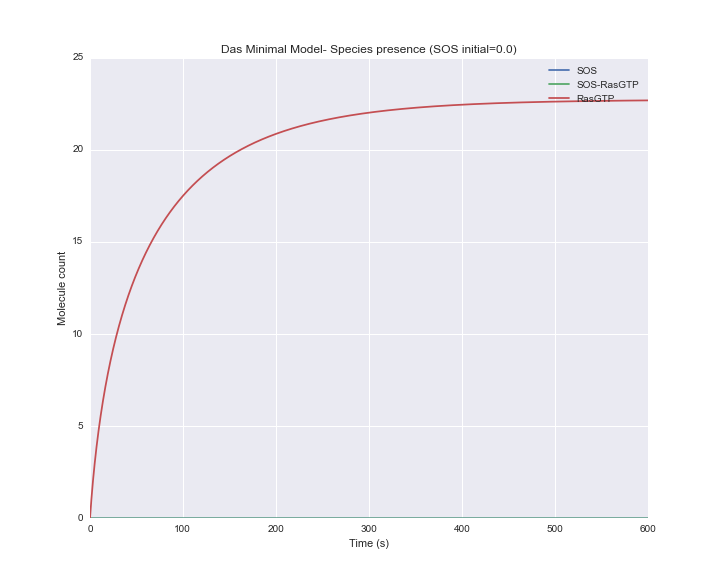 Das Minimal Model- Species presence (SOS initial=0.0)
25
SOS
SOS-RasGTP
RasGTP
20
15
Molecule count
10
5
0
0 100 200 300 400 500 600
Time (s)